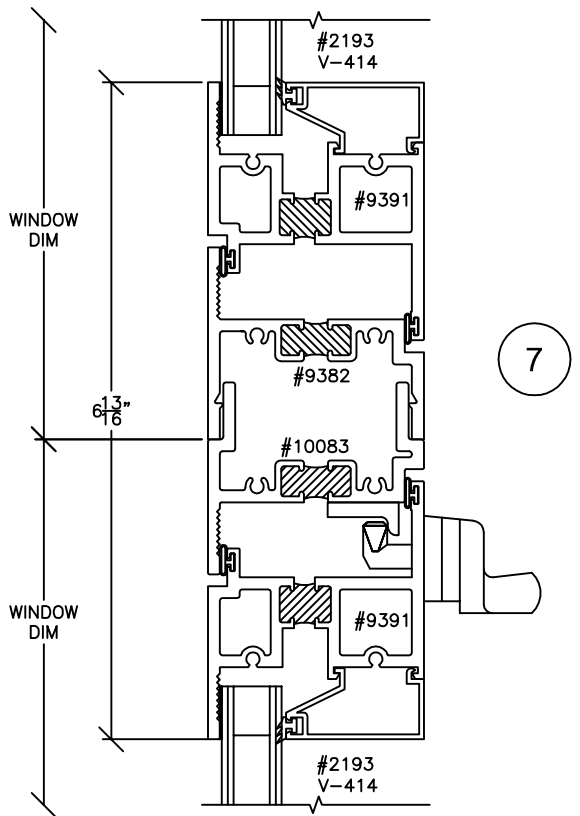 #2193
V-414
#9391
WINDOW
DIM
#9382
7
6 13/16"
#10083
WINDOW
DIM
#9391
#2193
V-414